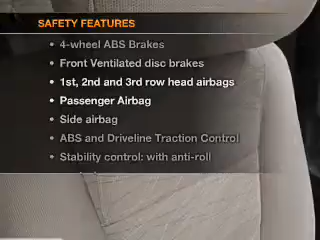 SAFETY FEATURES
• 4-wheel ABS Brakes
• Front Ventilated disc brakes
• 1st, 2nd and 3rd row head airbags
• Passenger Airbag
• Side airbag
• ABS and Driveline Traction Control
• Stability control: with anti-roll